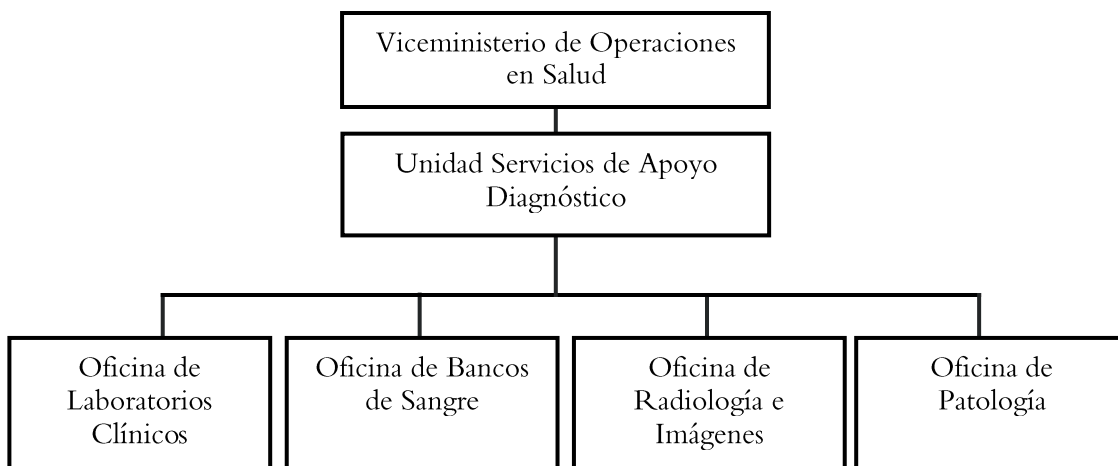 Viceministerio de Operaciones
en Salud
Unidad Servicios de Apoyo
Diagnóstico
Oficina de
Laboratorios
Clínicos
Oficina de Bancos
de Sangre
Oficina de
Radiología e
Imágenes
Oficina de
Patología